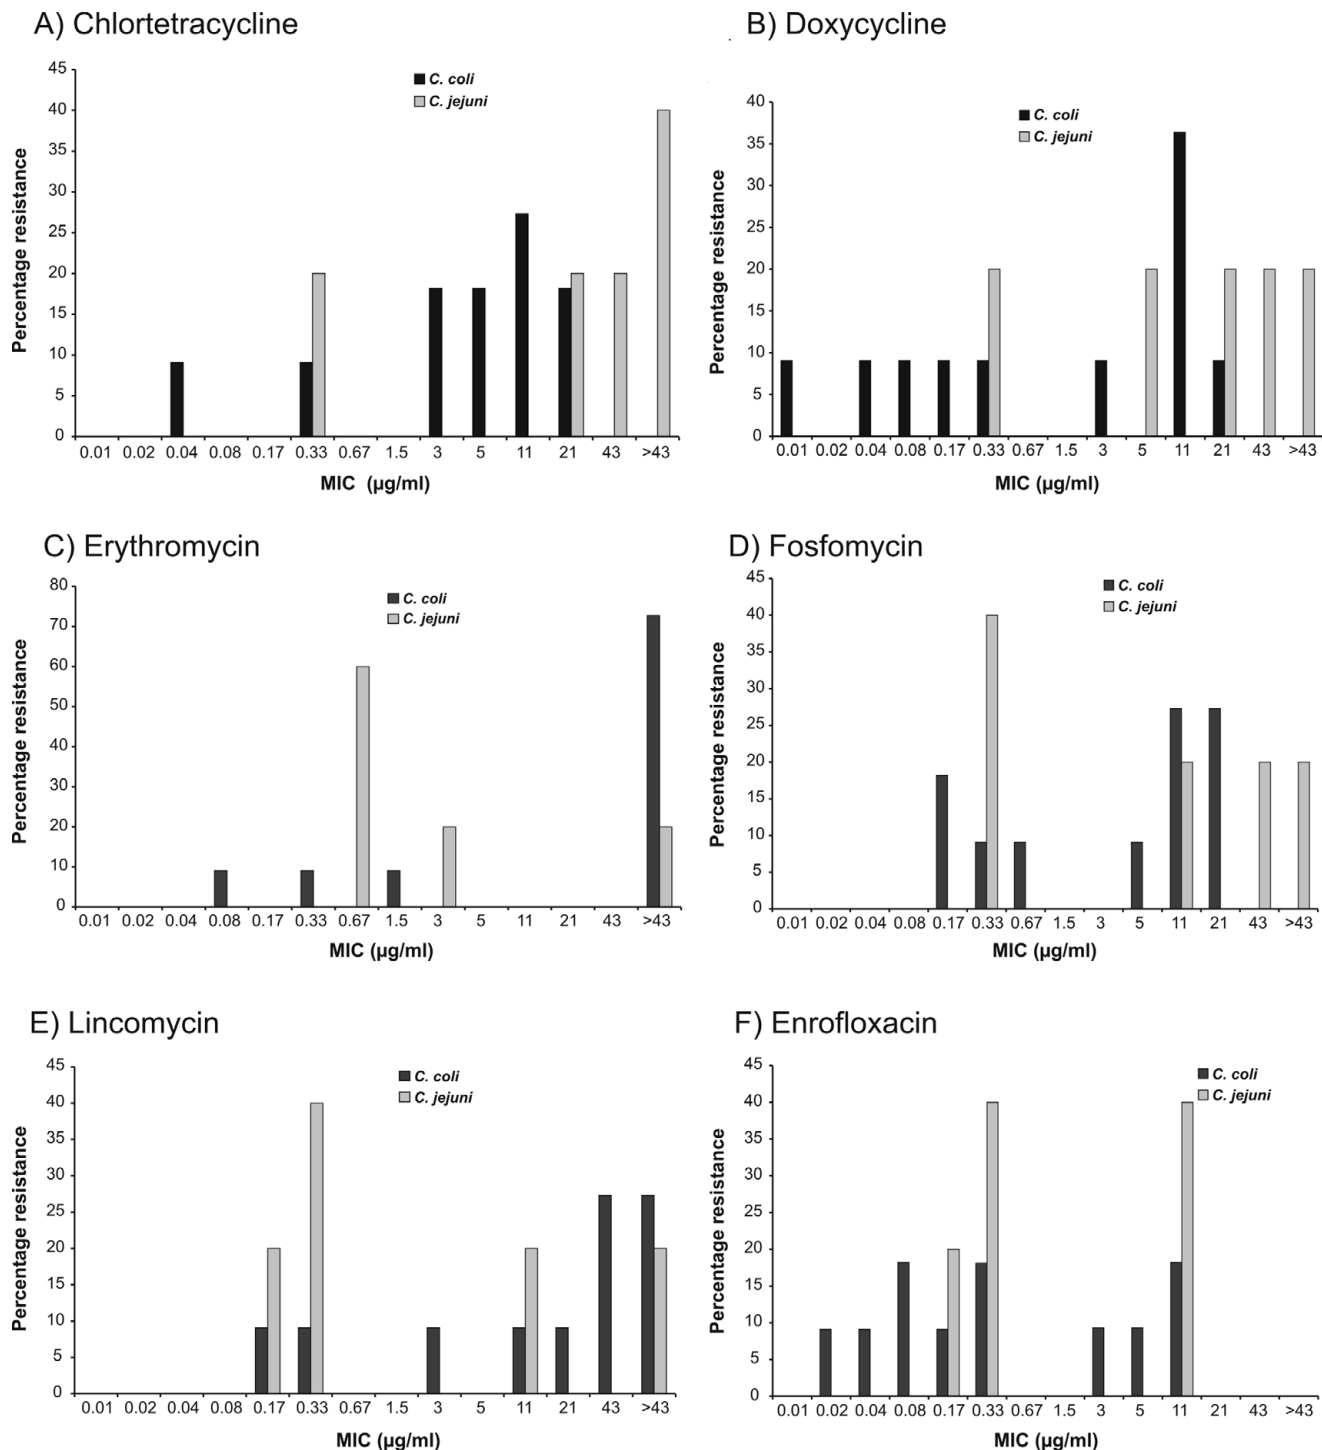 A) Chlortetracycline
45
40
35
30
25
20
15
10
5
0
Percentage resistance
C. coli
C. jejuni
0.01 0.02 0.04 0.08 0.17 0.33 0.67 1.5 3 5 11 21 43 >43
MIC (µg/ml)
B) Doxycycline
40
35
30
25
20
15
10
5
0
Percentage resistance
C. coli
C. jejuni
0.01 0.02 0.04 0.08 0.17 0.33 0.67 1.5 3 5 11 21 43 >43
MIC (µg/ml)
C) Erythromycin
80
70
60
50
40
30
20
10
0
Percentage resistance
C. coli
C. jejuni
0.01 0.02 0.04 0.08 0.17 0.33 0.67 1.5 3 5 11 21 43 >43
MIC (µg/ml)
D) Fosfomycin
45
40
35
30
25
20
15
10
5
0
Percentage resistance
C. coli
C. jejuni
0.01 0.02 0.04 0.08 0.17 0.33 0.67 1.5 3 5 11 21 43 >43
MIC (µg/ml)
E) Lincomycin
45
40
35
30
25
20
15
10
5
0
Percentage resistance
C. coli
C. jejuni
0.01 0.02 0.04 0.08 0.17 0.33 0.67 1.5 3 5 11 21 43 >43
MIC (µg/ml)
F) Enrofloxacin
45
40
35
30
25
20
15
10
5
0
Percentage resistance
C. coli
C. jejuni
0.01 0.02 0.04 0.08 0.17 0.33 0.67 1.5 3 5 11 21 43 >43
MIC (µg/ml)